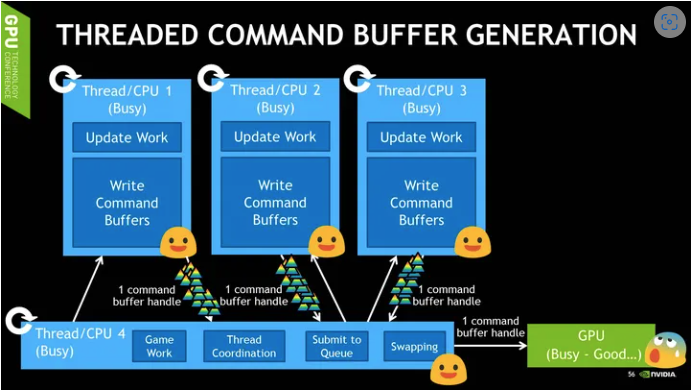 GPU TECHNOLOGY
CONFERENCE
THREADED COMMAND BUFFER GENERATION
Thread/CPU 1
(Busy)
Update Work
Write
Command
Buffers
Thread/CPU 2
(Busy)
Update Work
Write
Command
Buffers
Thread/CPU 3
(Busy)
Update Work
Write
Command
Buffers
1 command
buffer handle
1 command
buffer handle
1 command
buffer handle
Thread/CPU 4
(Busy)
Game
Work
Thread
Coordination
Submit to
Queue
Swapping
1 command
buffer handle
GPU
(Busy - Good...)
56
NVIDIA.